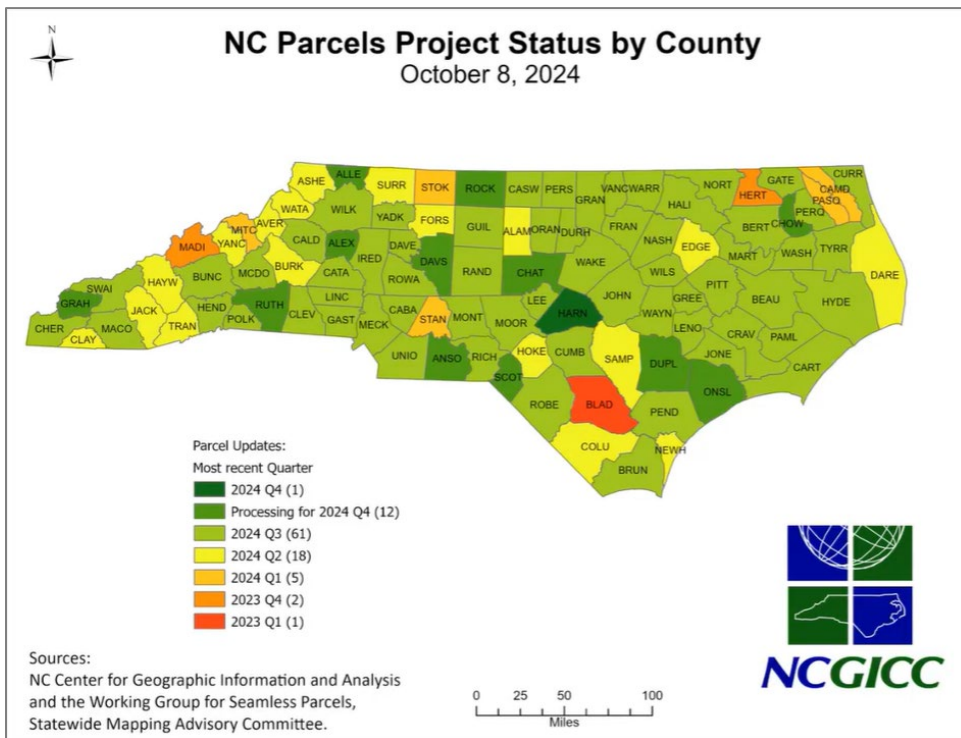 N
NC Parcels Project Status by County
October 8, 2024
ASHE
ALLE
SURR
STOK
ROCK
CASW
PERS
GRAN
VANC
WARR
NORT
HERT
GATE
CURR
CAMD
PASQ
PERQ
CHOW
WATA
WILK
YADK
FORS
GUIL
ALAM
ORAN
DURH
FRAN
HALI
BERT
MITC
AVER
YANC
MADI
CALD
ALEX
IRED
DAVE
DAVS
RAND
CHAT
WAKE
NASH
EDGE
MART
WASH
TYRR
DARE
BURK
MCDO
BUNC
HAYW
SWAI
GRAH
CATA
ROWA
WILS
PITT
BEAU
HYDE
JACK
HEND
RUTH
POLK
CLEV
LINC
GAST
MECK
CABA
STAN
MONT
MOOR
LEE
HARN
JOHN
WAYN
GREE
LENO
CRAV
PAML
CHER
CLAY
MACO
TRAN
UNIO
ANSO
RICH
SCOT
HOKE
CUMB
SAMP
DUPL
JONE
ONSL
CART
ROBE
BLAD
PEND
COLU
NEWH
BRUN
Parcel Updates:
Most recent Quarter
2024 Q4 (1)
Processing for 2024 Q4 (12)
2024 Q3 (61)
2024 Q2 (18)
2024 Q1 (5)
2023 Q4 (2)
2023 Q1 (1)
Sources:
NC Center for Geographic Information and Analysis
and the Working Group for Seamless Parcels,
Statewide Mapping Advisory Committee.
0 25 50 100
Miles
NCGICC